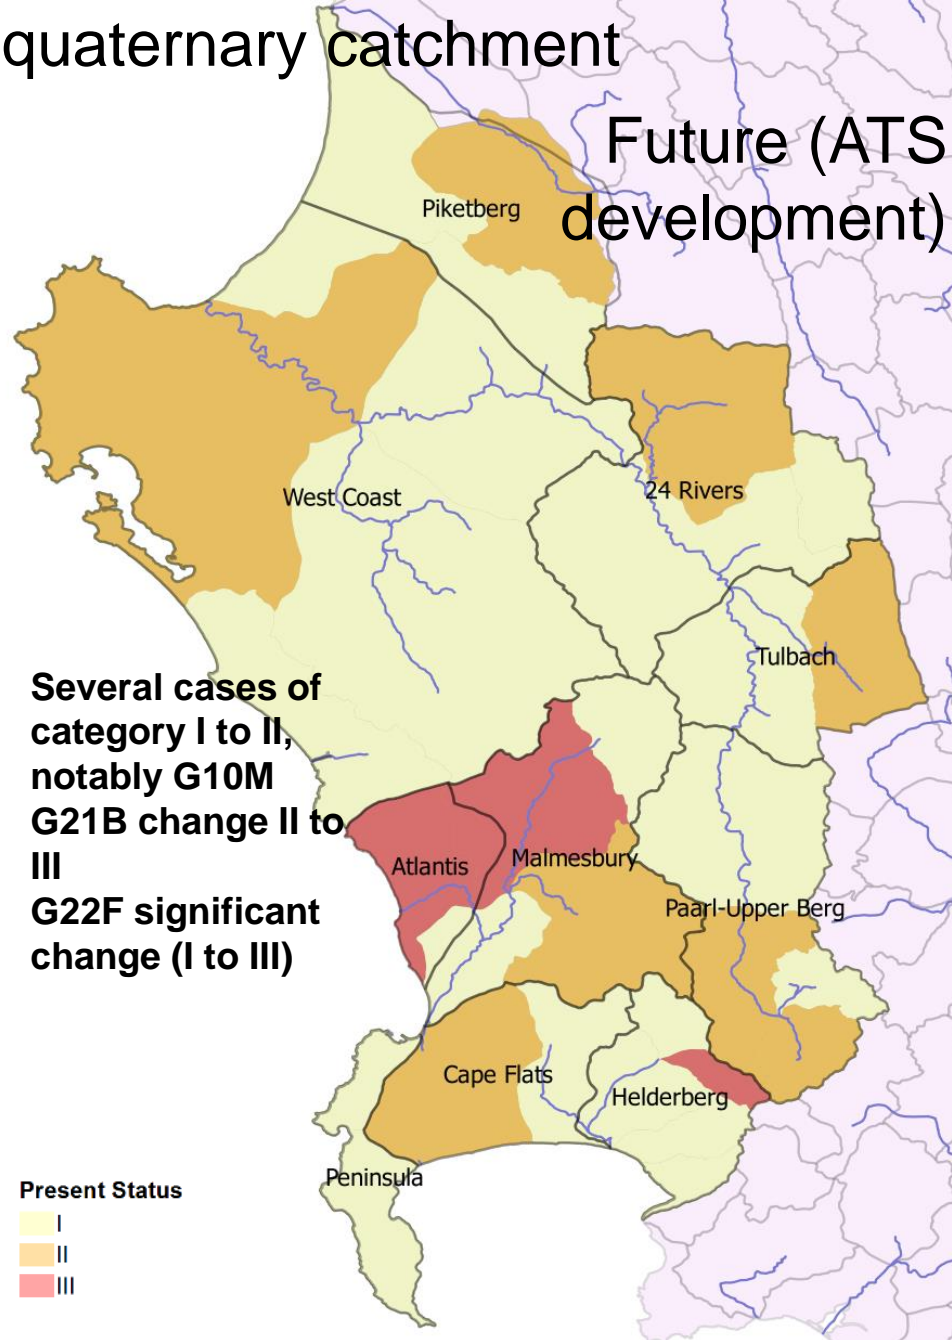 quaternary catchment
Future (ATS
development)
Piketberg
West Coast
24 Rivers
Tulbach
Several cases of
category I to II,
notably G10M
G21B change II to
III
G22F significant
change (I to III)
Atlantis
Malmesbury
Paarl-Upper Berg
Cape Flats
Helderberg
Peninsula
Present Status
I
II
III